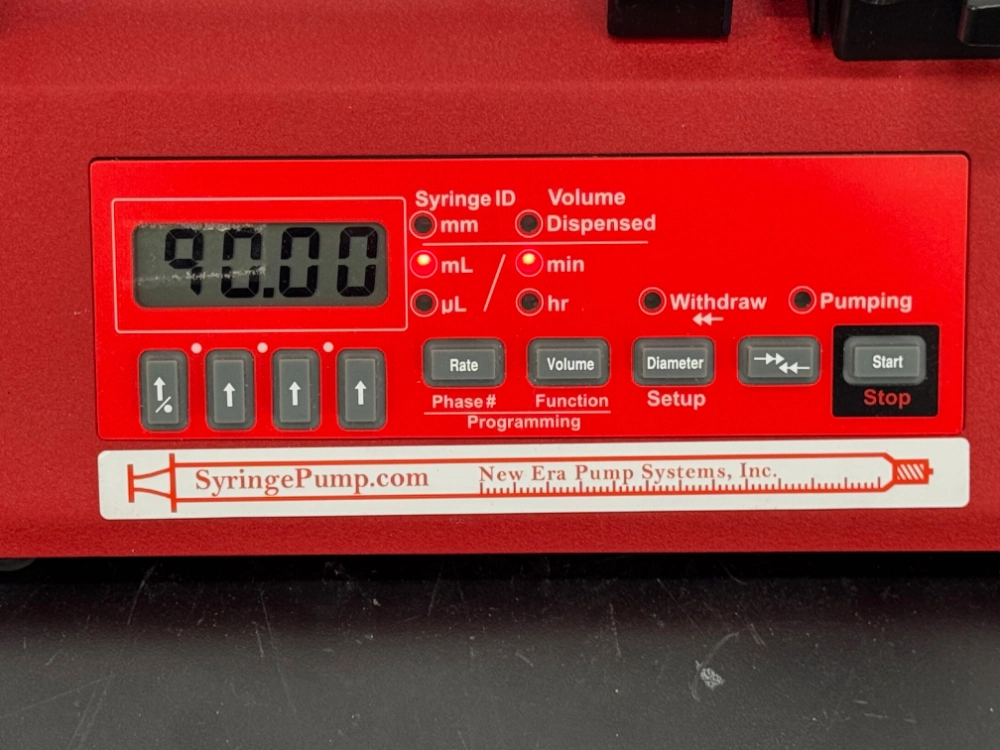 Syringe ID Volume
mm Dispensed
90.00
mL / min
µL hr
Withdraw Pumping
Rate Volume Diameter Start
Phase # Function Setup Stop
Programming
SyringePump.com New Era Pump Systems, Inc.